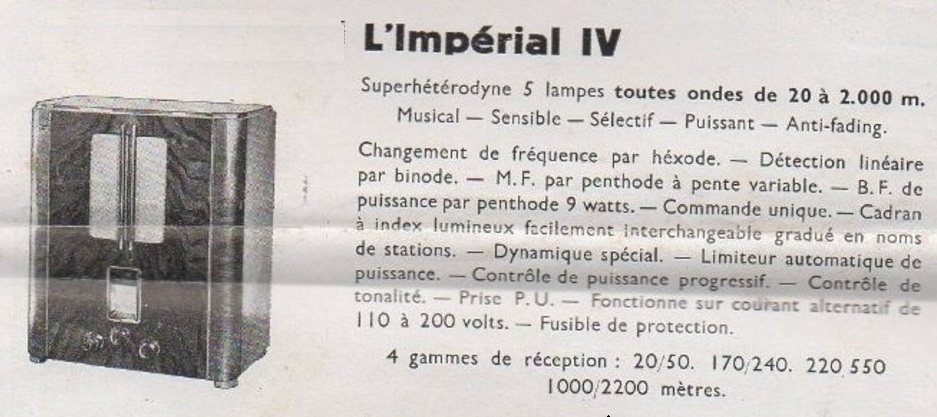 L'Impérial IV
Superhétérodyne 5 lampes toutes ondes de 20 à 2.000 m.
Musical — Sensible — Sélectif — Puissant — Anti-fading.
Changement de fréquence par héxode. — Détection linéaire
par binode. — M. F. par penthode à pente variable. — B. F. de
puissance par penthode 9 watts. — Commande unique. — Cadran
à index lumineux facilement interchangeable gradué en noms
de stations. — Dynamique spécial. — Limiteur automatique de
puissance. — Contrôle de puissance progressif. — Contrôle de
tonalité. — Prise P. U. — Fonctionne sur courant alternatif de
110 à 200 volts. — Fusible de protection.
4 gammes de réception : 20/50. 170/240. 220 550
1000/2200 mètres.